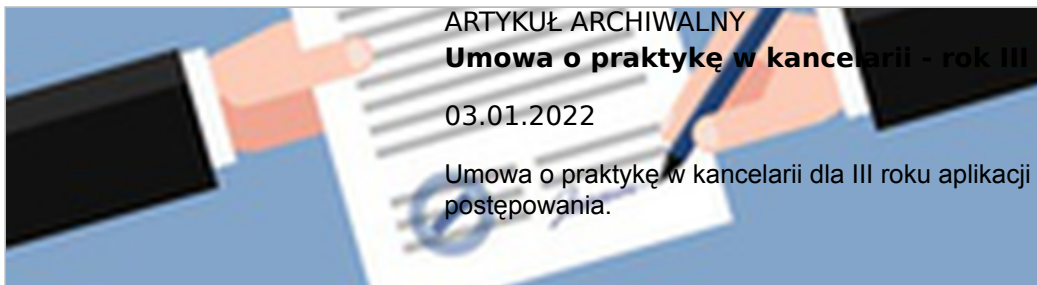 ARTYKUŁ ARCHIWALNY
Umowa o praktykę w kancelarii - rok III
03.01.2022
Umowa o praktykę w kancelarii dla III roku aplikacji
postępowania.